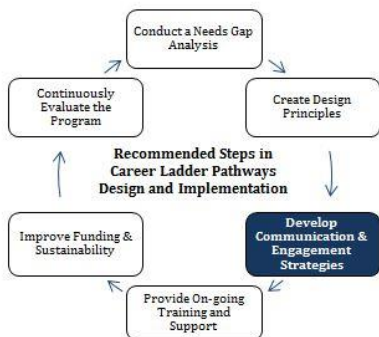 Conduct a Needs Gap
Analysis
Continuously
Evaluate the
Program
Create Design
Principles
Recommended Steps in
Career Ladder Pathways
Design and Implementation
Improve Funding &
Sustainability
Develop
Communication &
Engagement
Strategies
Provide On-going
Training and
Support